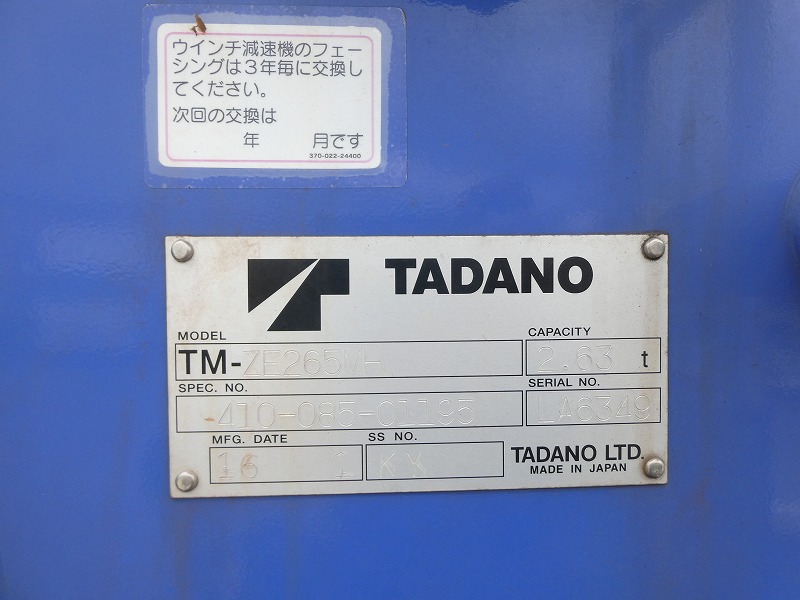 ウインチ減速機のフェー
シングは3年毎に交換し
てください。
次回の交換は
年 月です
370-022-24400
TADANO
MODEL CAPACITY
TM-ZE265MH 2.63 t
SPEC. NO. SERIAL NO.
410-085-01195 LA6349
MFG. DATE SS NO.
16 1 KX TADANO LTD.
MADE IN JAPAN